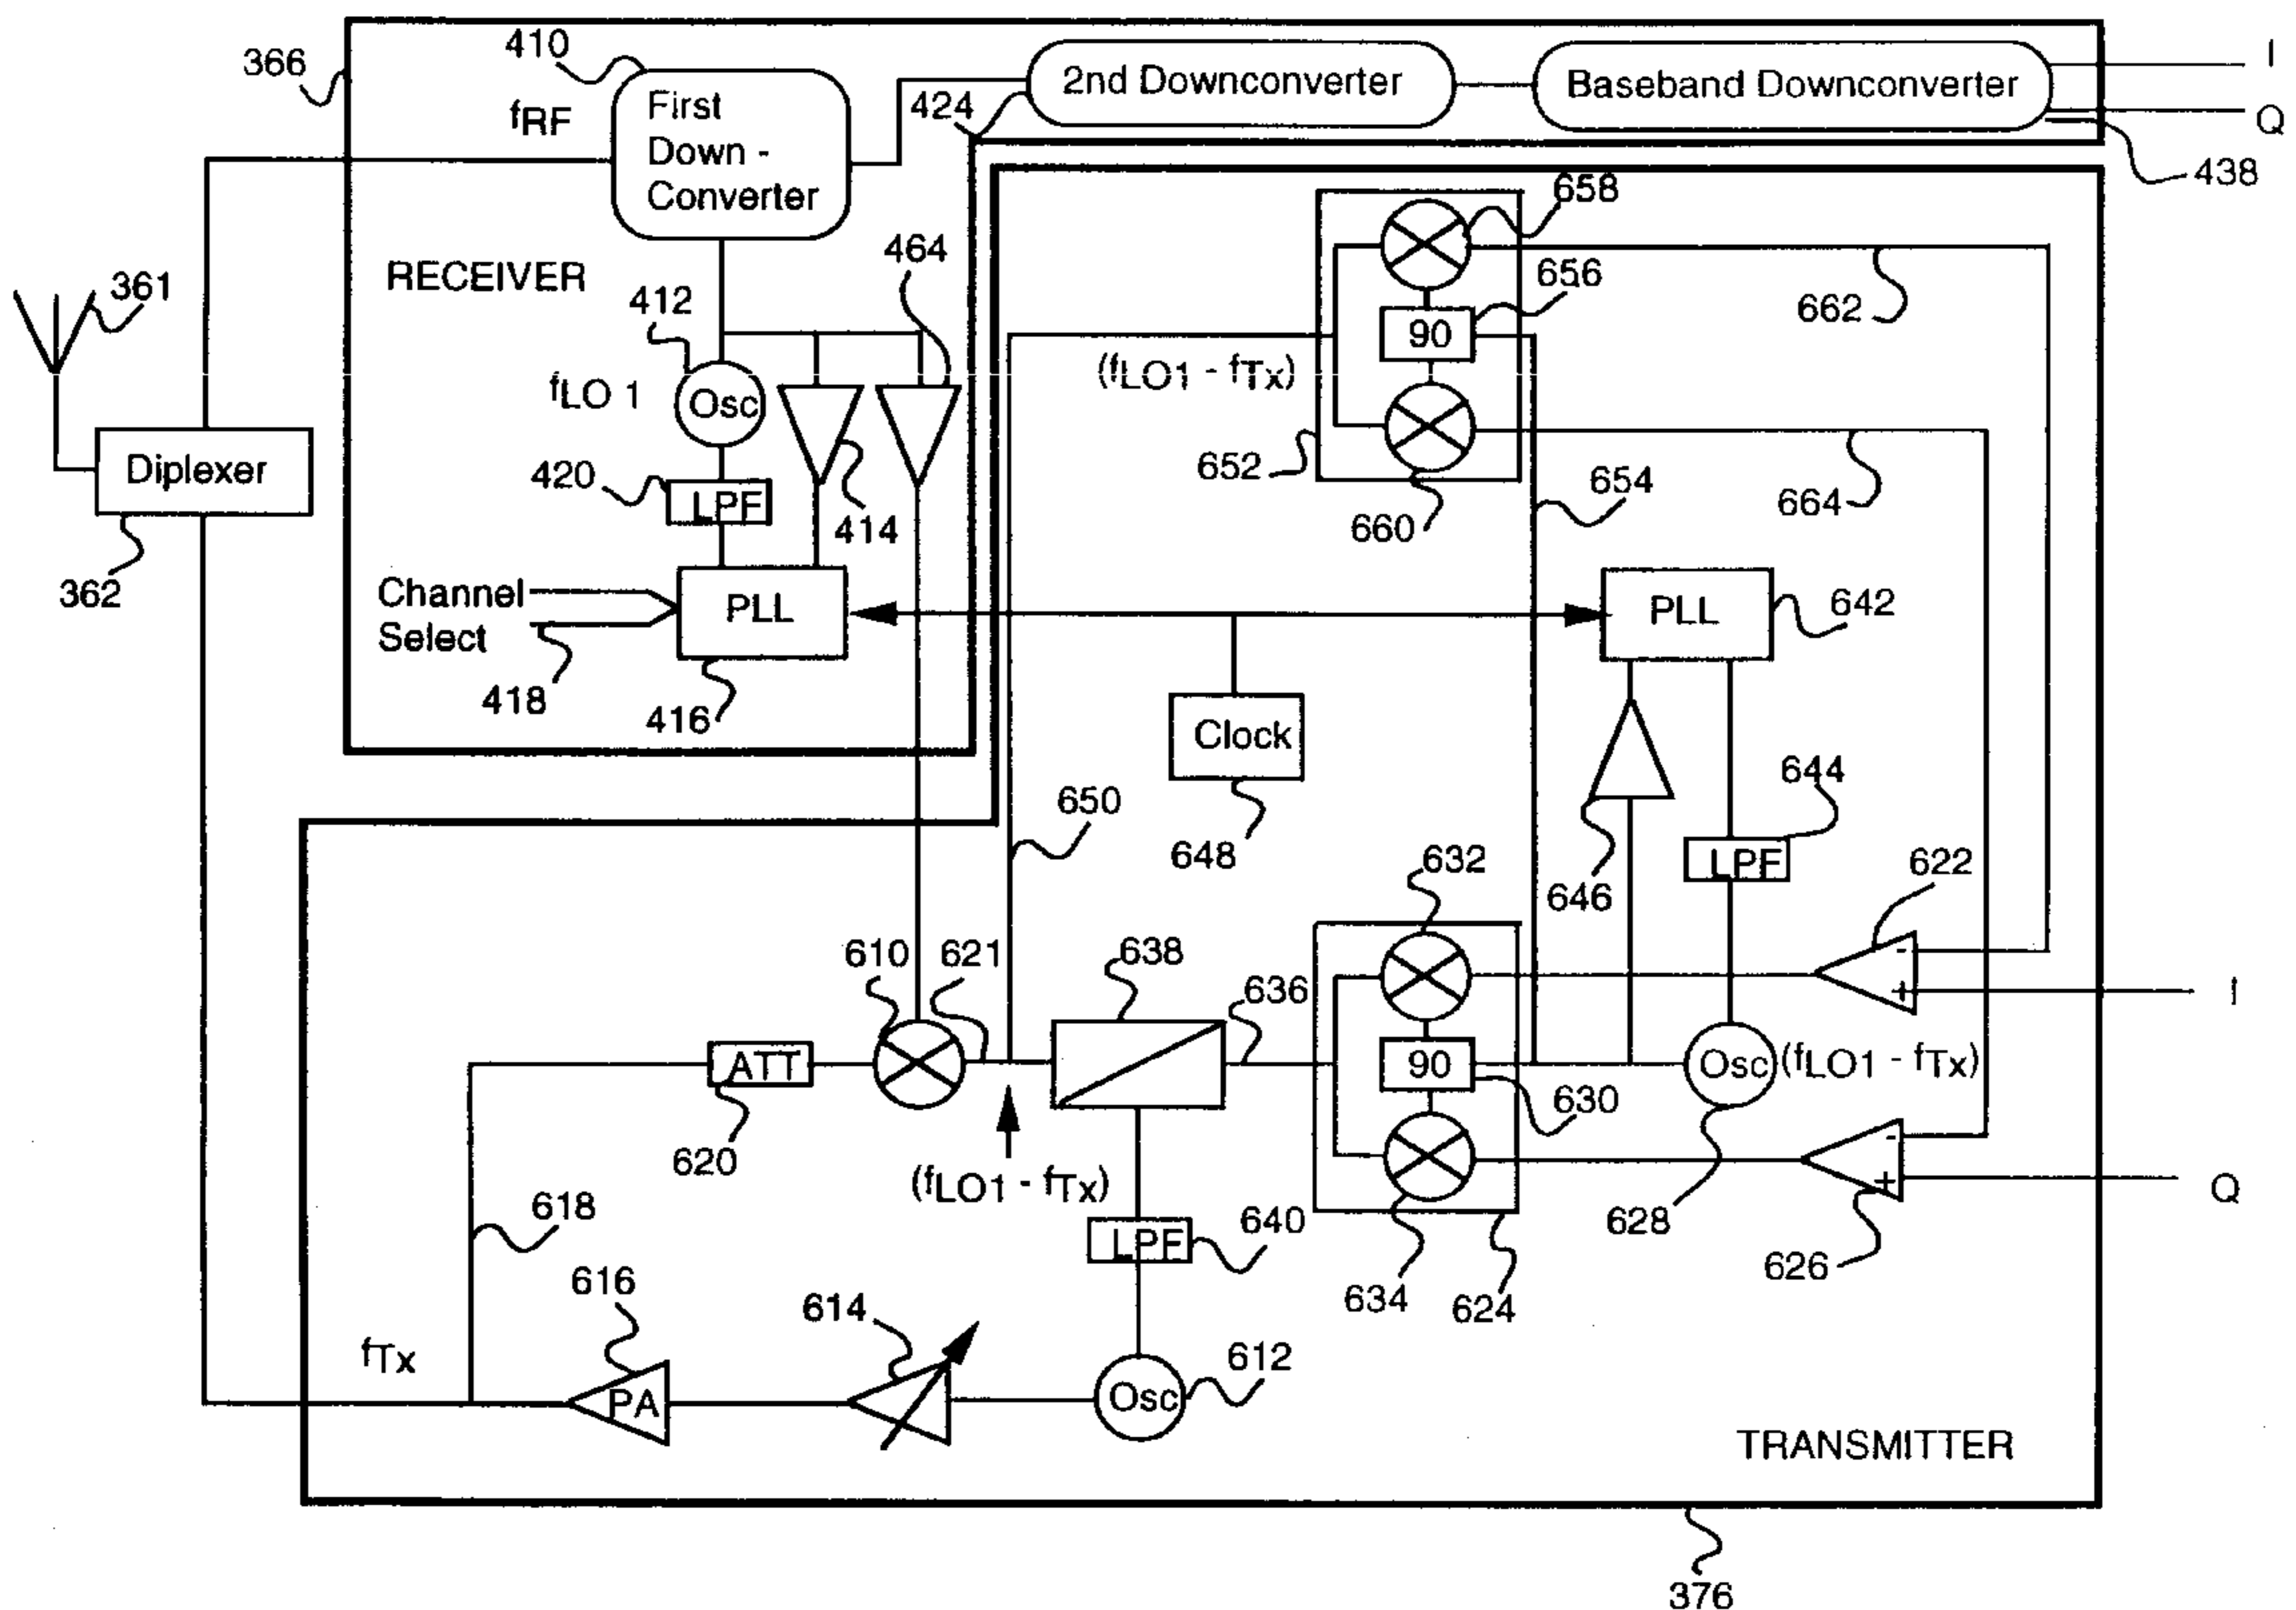 410
2nd Downconverter
Baseband Downconverter
I
Q
366
fRF
First
Down -
Converter
424
438
658
RECEIVER
464
361
412
656
662
fLO 1
Osc
(fLO1 - fTx)
90
Diplexer
420
LPF
414
652
660
664
654
362
Channel
Select
PLL
PLL
642
418
416
Clock
644
650
648
632
646
LPF
622
610
621
638
636
-
+
I
ATT
90
Osc
(fLO1 - fTx)
620
(fLO1 - fTx)
630
-
+
Q
618
LPF
640
634
624
628
626
616
614
612
fTx
PA
Osc
TRANSMITTER
376